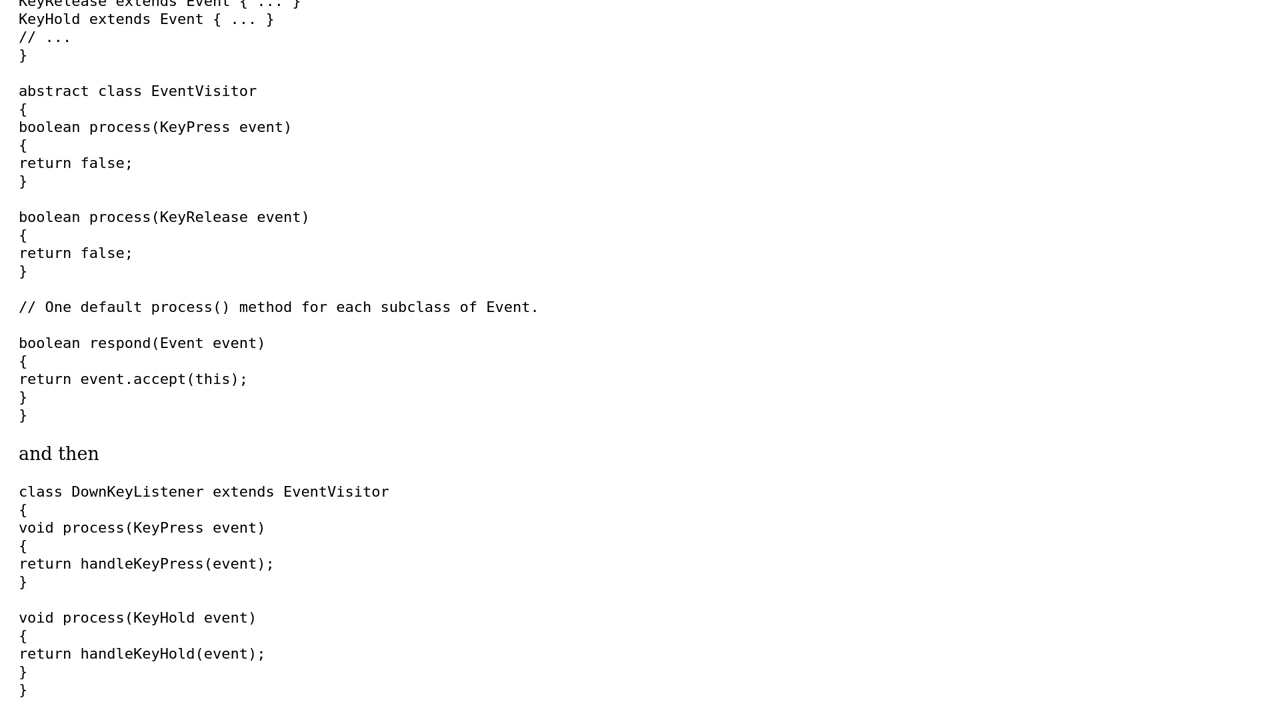 KeyRelease extends Event { ... }
KeyHold extends Event { ... }
// ...
}
abstract class EventVisitor
{
boolean process(KeyPress event)
{
return false;
}
boolean process(KeyRelease event)
{
return false;
}
// One default process() method for each subclass of Event.
boolean respond(Event event)
{
return event.accept(this);
}
}
and then
class DownKeyListener extends EventVisitor
{
void process(KeyPress event)
{
return handleKeyPress(event);
}
void process(KeyHold event)
{
return handleKeyHold(event);
}
}